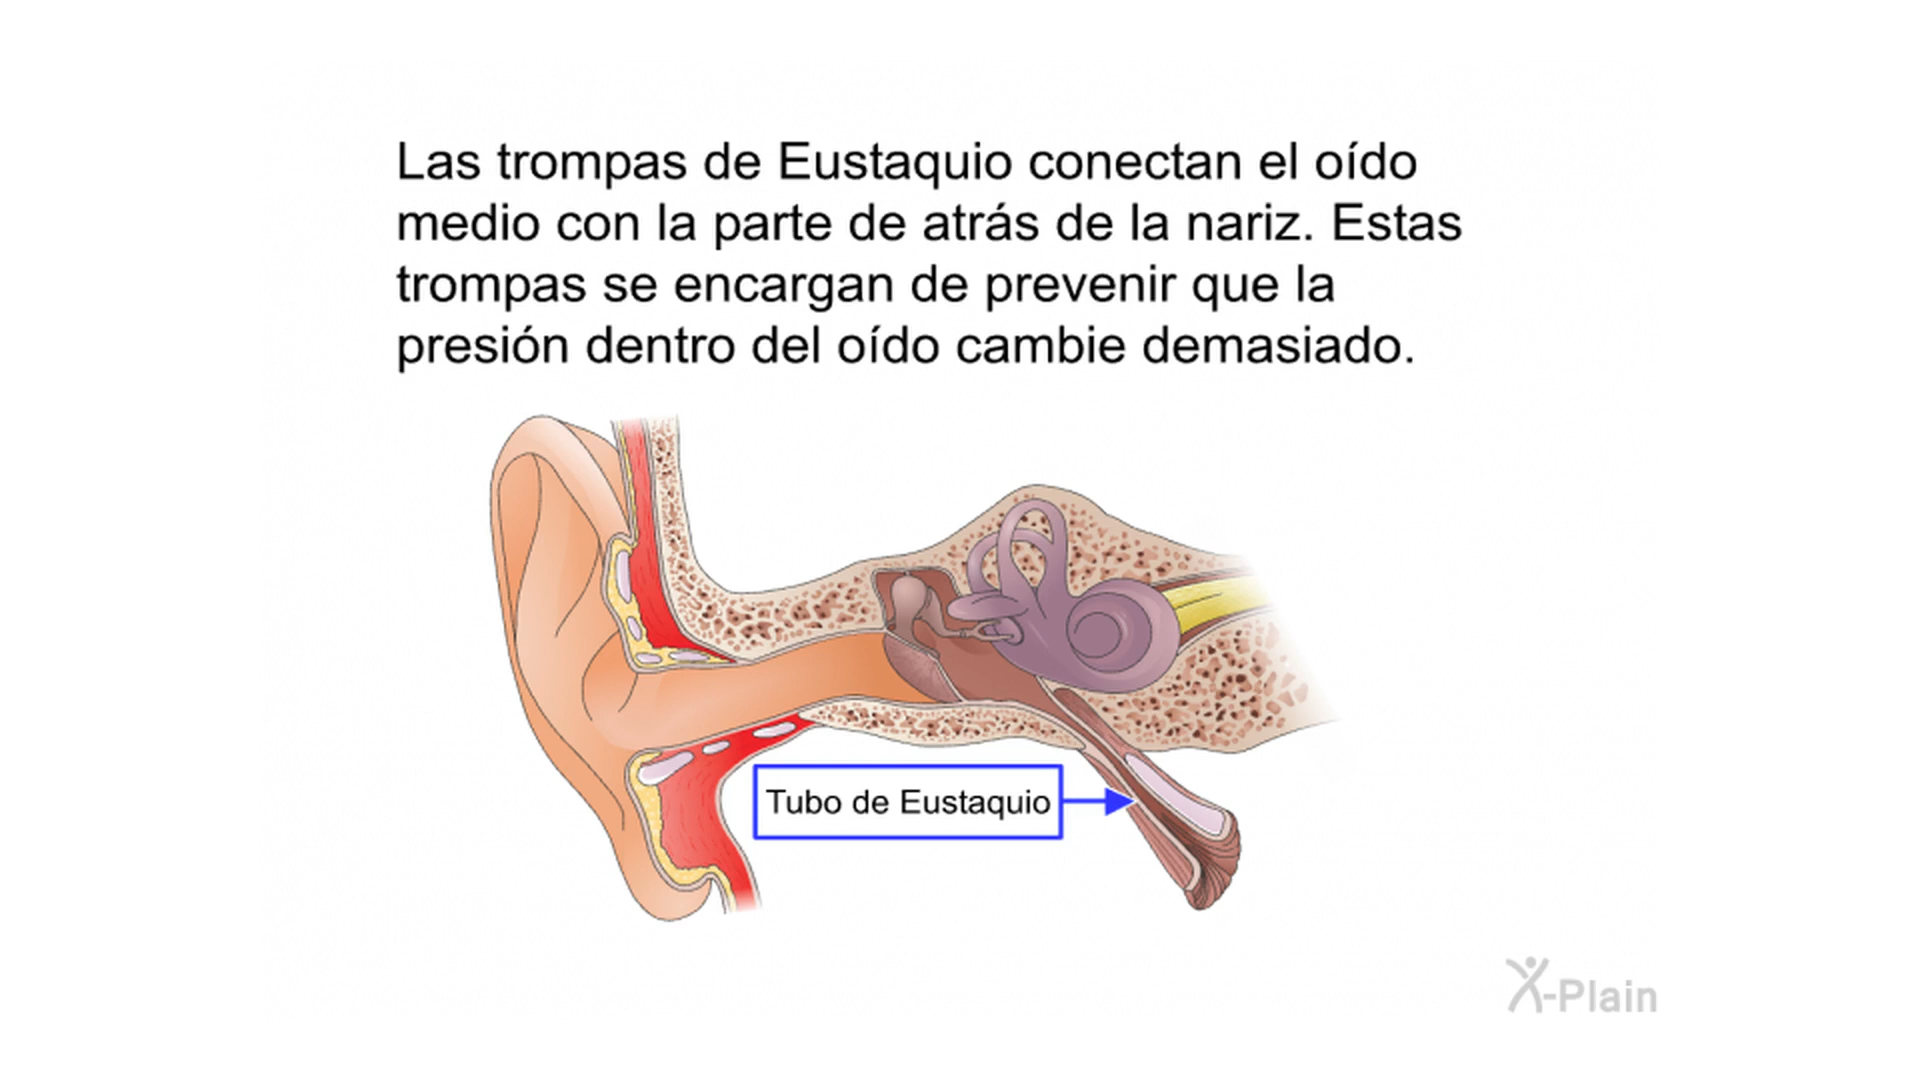 Las trompas de Eustaquio conectan el oído
medio con la parte de atrás de la nariz. Estas
trompas se encargan de prevenir que la
presión dentro del oído cambie demasiado.
Tubo de Eustaquio
X-Plain